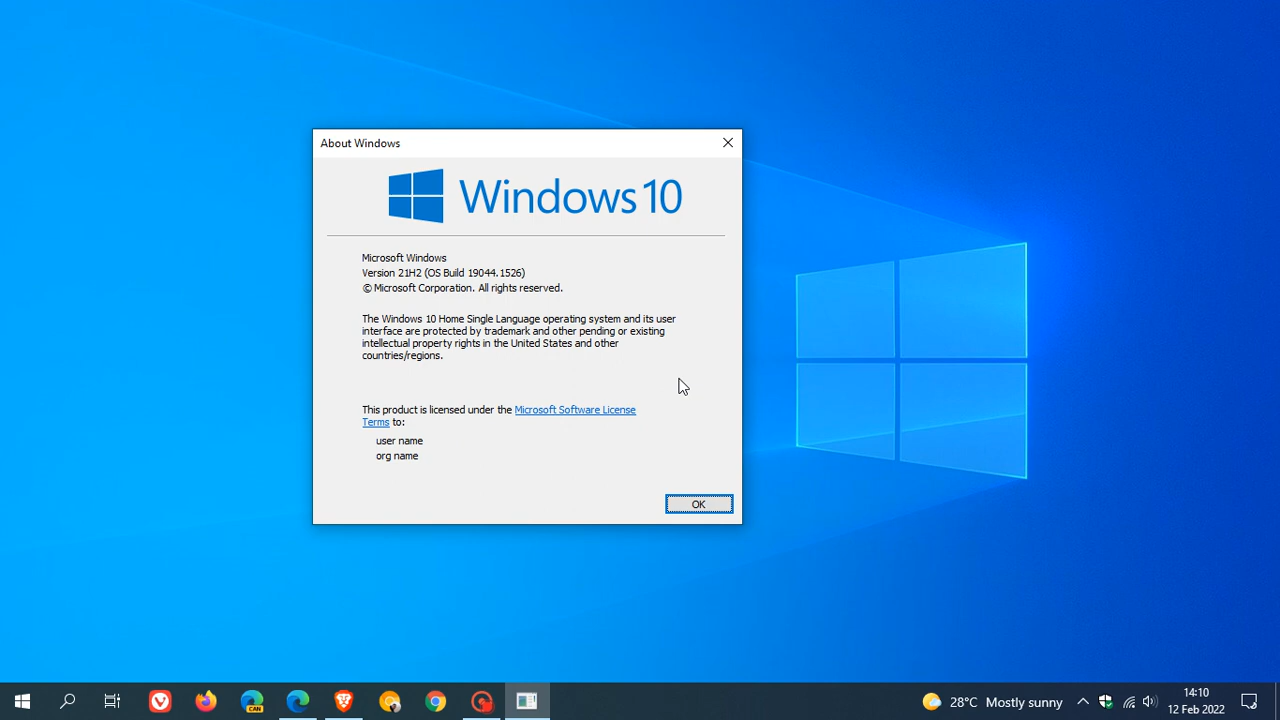 About Windows
Windows 10
Microsoft Windows
Version 21H2 (OS Build 19044.1526)
© Microsoft Corporation. All rights reserved.
The Windows 10 Home Single Language operating system and its user
interface are protected by trademark and other pending or existing
intellectual property rights in the United States and other
countries/regions.
This product is licensed under the Microsoft Software License
Terms to:
user name
org name
OK
CAN
28°C Mostly sunny
14:10
12 Feb 2022